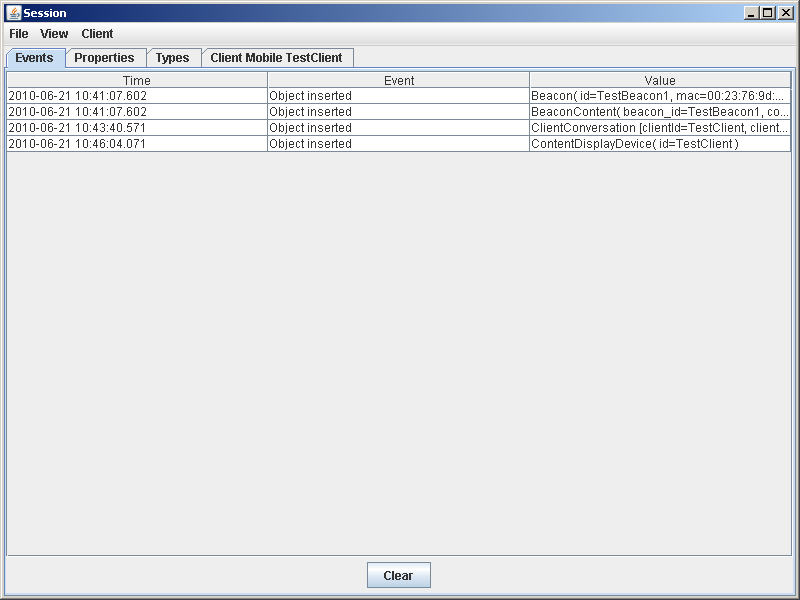 Session
File View Client
Events Properties Types Client Mobile TestClient
Time Event Value
2010-06-21 10:41:07.602 Object inserted Beacon( id=TestBeacon1, mac=00:23:76:9d:...
2010-06-21 10:41:07.602 Object inserted BeaconContent( beacon_id=TestBeacon1, co...
2010-06-21 10:43:40.571 Object inserted ClientConversation [clientId=TestClient, client...
2010-06-21 10:46:04.071 Object inserted ContentDisplayDevice( id=TestClient )
Clear